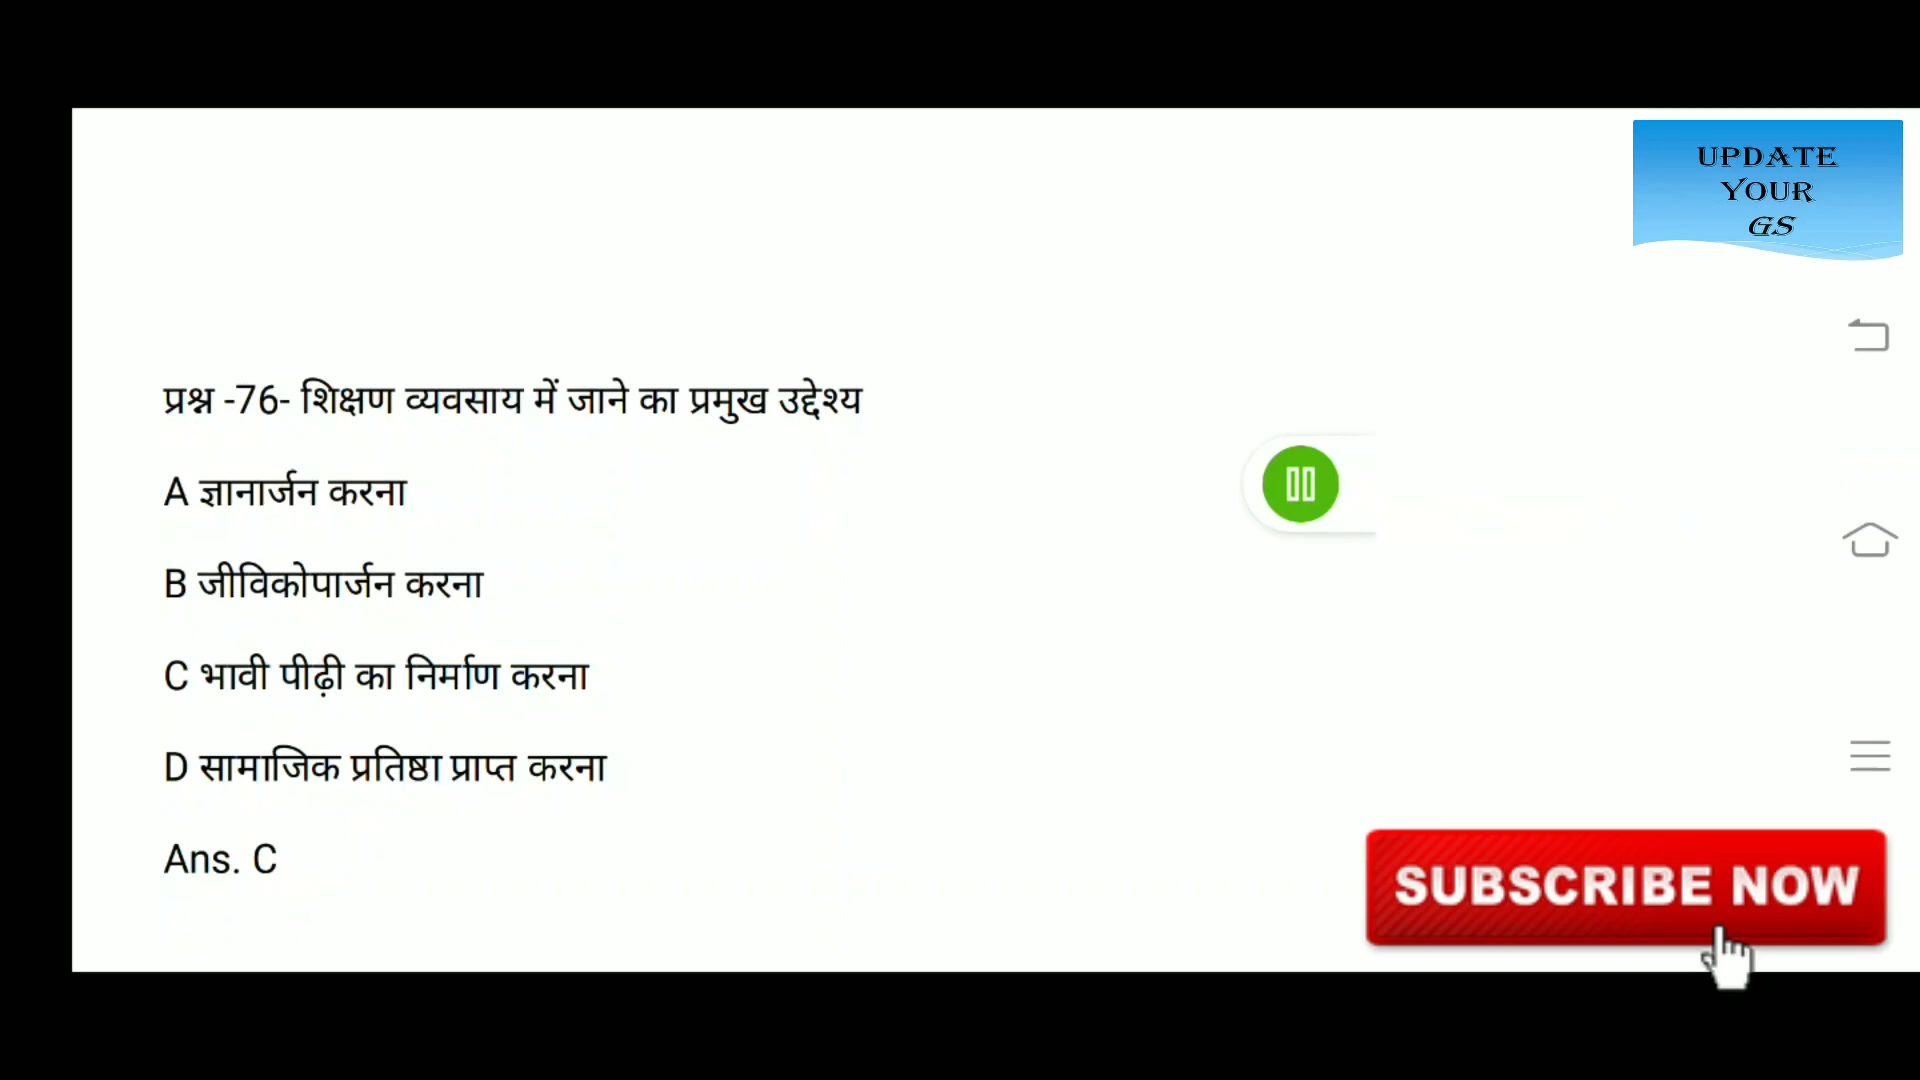 UPDATE
YOUR
GS
प्रश्न -76- शिक्षण व्यवसाय में जाने का प्रमुख उद्देश्य
A ज्ञानार्जन करना
B जीविकोपार्जन करना
C भावी पीढ़ी का निर्माण करना
D सामाजिक प्रतिष्ठा प्राप्त करना
Ans. C
SUBSCRIBE NOW